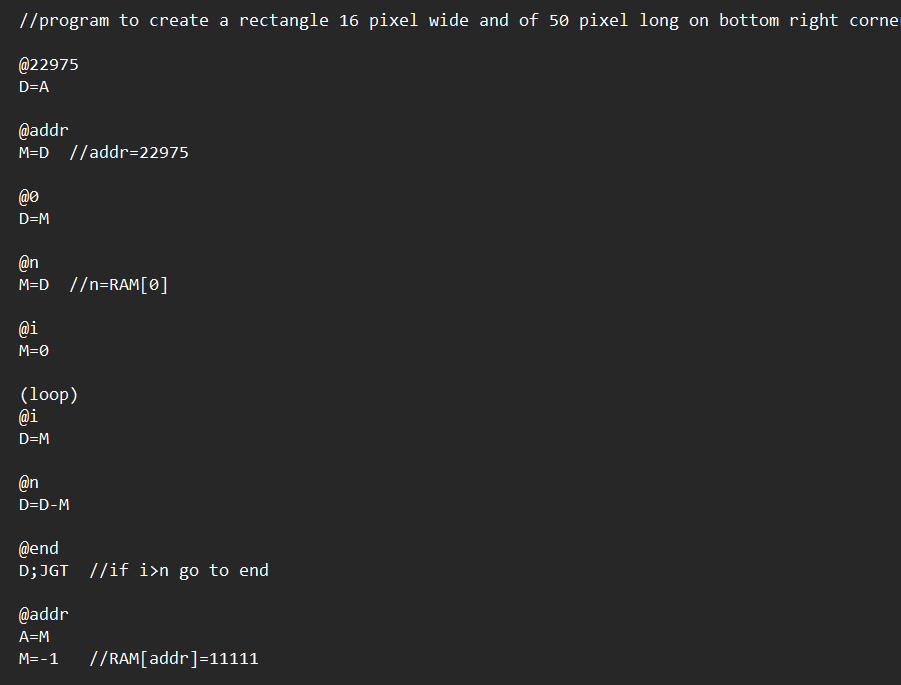 //program to create a rectangle 16 pixel wide and of 50 pixel long on bottom right corne
@22975
D=A
@addr
M=D  //addr=22975
@0
D=M
@n
M=D  //n=RAM[0]
@i
M=0
(loop)
@i
D=M
@n
D=D-M
@end
D;JGT  //if i>n go to end
@addr
A=M
M=-1   //RAM[addr]=11111